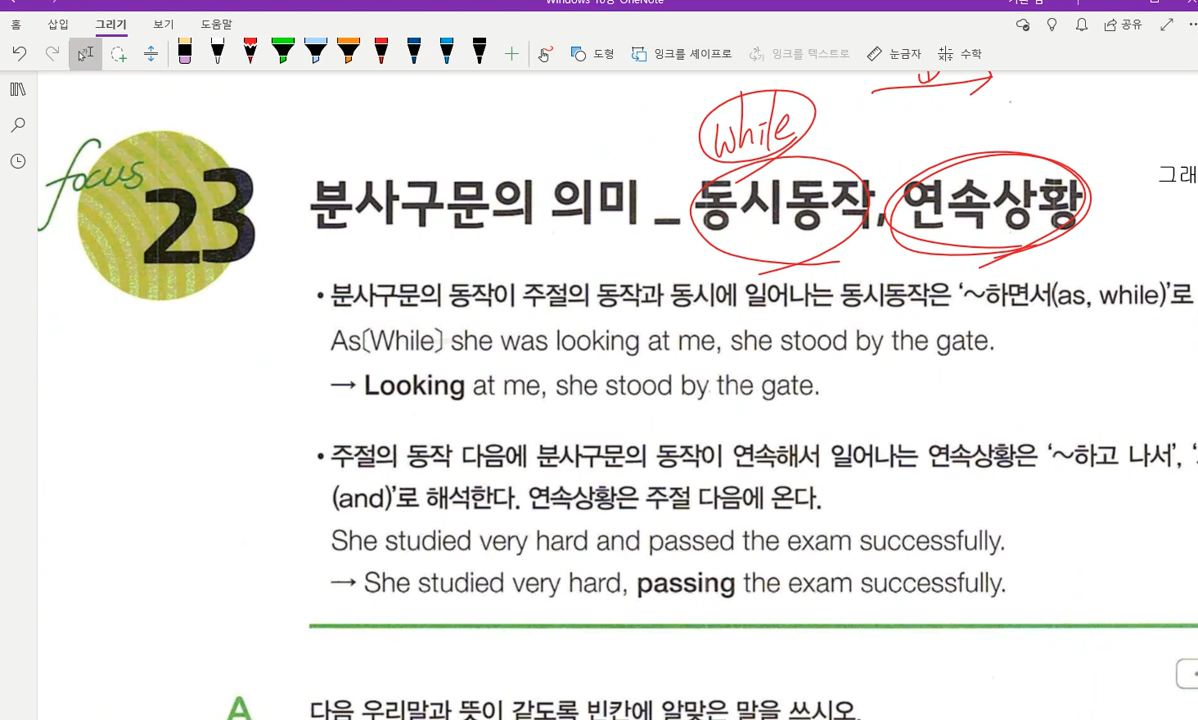 Windows 10용 OneNote
홈 삽입 그리기 보기 도움말
공유
도형 잉크를 셰이프로 잉크를 텍스트로 눈금자 수학
while
focus 23
분사구문의 의미 _ 동시동작, 연속상황
그래
• 분사구문의 동작이 주절의 동작과 동시에 일어나는 동시동작은 ‘~하면서(as, while)’로
As(While) she was looking at me, she stood by the gate.
→ Looking at me, she stood by the gate.
• 주절의 동작 다음에 분사구문의 동작이 연속해서 일어나는 연속상황은 ‘~하고 나서’, ‘
(and)’로 해석한다. 연속상황은 주절 다음에 온다.
She studied very hard and passed the exam successfully.
→ She studied very hard, passing the exam successfully.
A 다음 우리말과 뜻이 같도록 빈칸에 알맞은 말을 쓰시오.